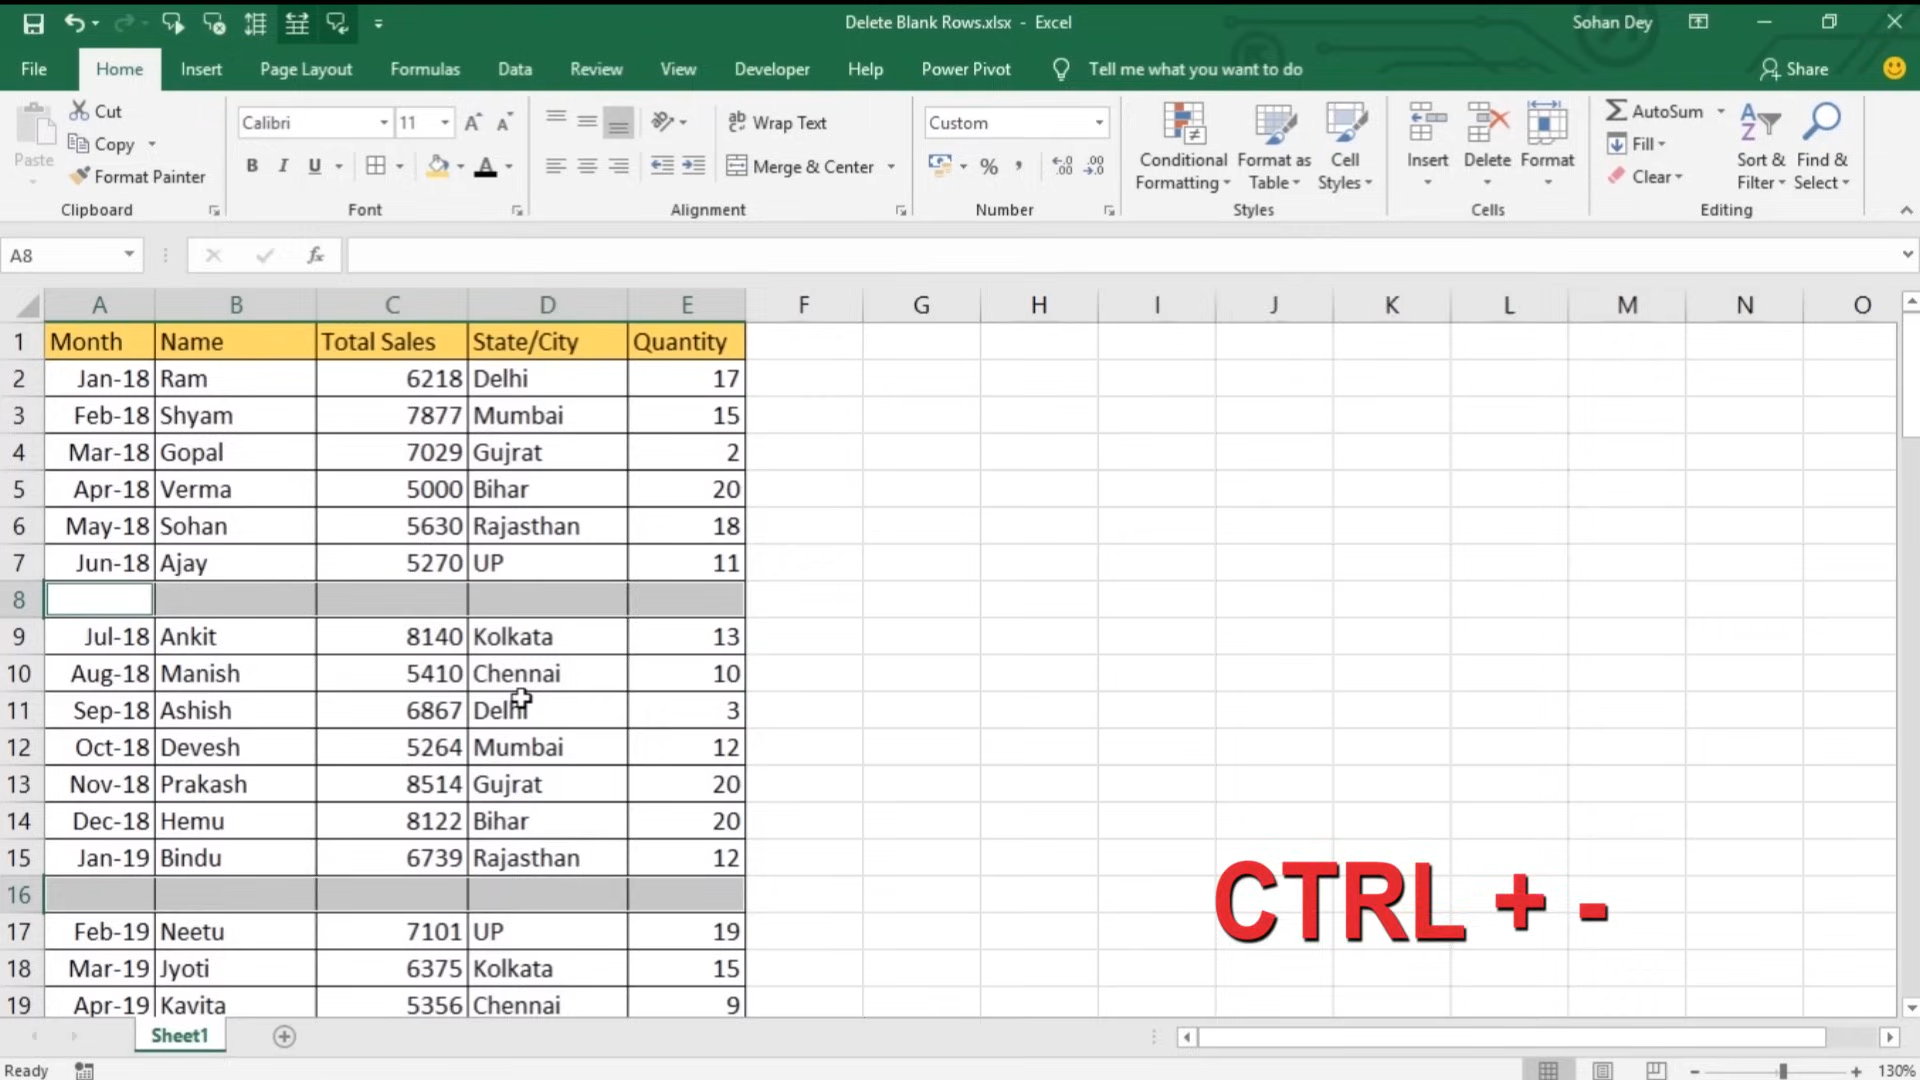 Delete Blank Rows.xlsx - Excel
Sohan Dey
File Home Insert Page Layout Formulas Data Review View Developer Help Power Pivot Tell me what you want to do Share
Paste
Cut
Copy
Format Painter
Clipboard
Calibri 11
B I U A
Font
ab Wrap Text
Merge & Center
Alignment
Custom
% , .0 .00
Number
Conditional Formatting
Format as Table
Cell Styles
Styles
Insert Delete Format
Cells
AutoSum
Fill
Clear
Sort & Filter
Find & Select
Editing
A8 fx
A B C D E F G H I J K L M N O
1 Month Name Total Sales State/City Quantity
2 Jan-18 Ram 6218 Delhi 17
3 Feb-18 Shyam 7877 Mumbai 15
4 Mar-18 Gopal 7029 Gujrat 2
5 Apr-18 Verma 5000 Bihar 20
6 May-18 Sohan 5630 Rajasthan 18
7 Jun-18 Ajay 5270 UP 11
8
9 Jul-18 Ankit 8140 Kolkata 13
10 Aug-18 Manish 5410 Chennai 10
11 Sep-18 Ashish 6867 Delhi 3
12 Oct-18 Devesh 5264 Mumbai 12
13 Nov-18 Prakash 8514 Gujrat 20
14 Dec-18 Hemu 8122 Bihar 20
15 Jan-19 Bindu 6739 Rajasthan 12
16
17 Feb-19 Neetu 7101 UP 19
18 Mar-19 Jyoti 6375 Kolkata 15
19 Apr-19 Kavita 5356 Chennai 9
CTRL + -
Sheet1
Ready
130%